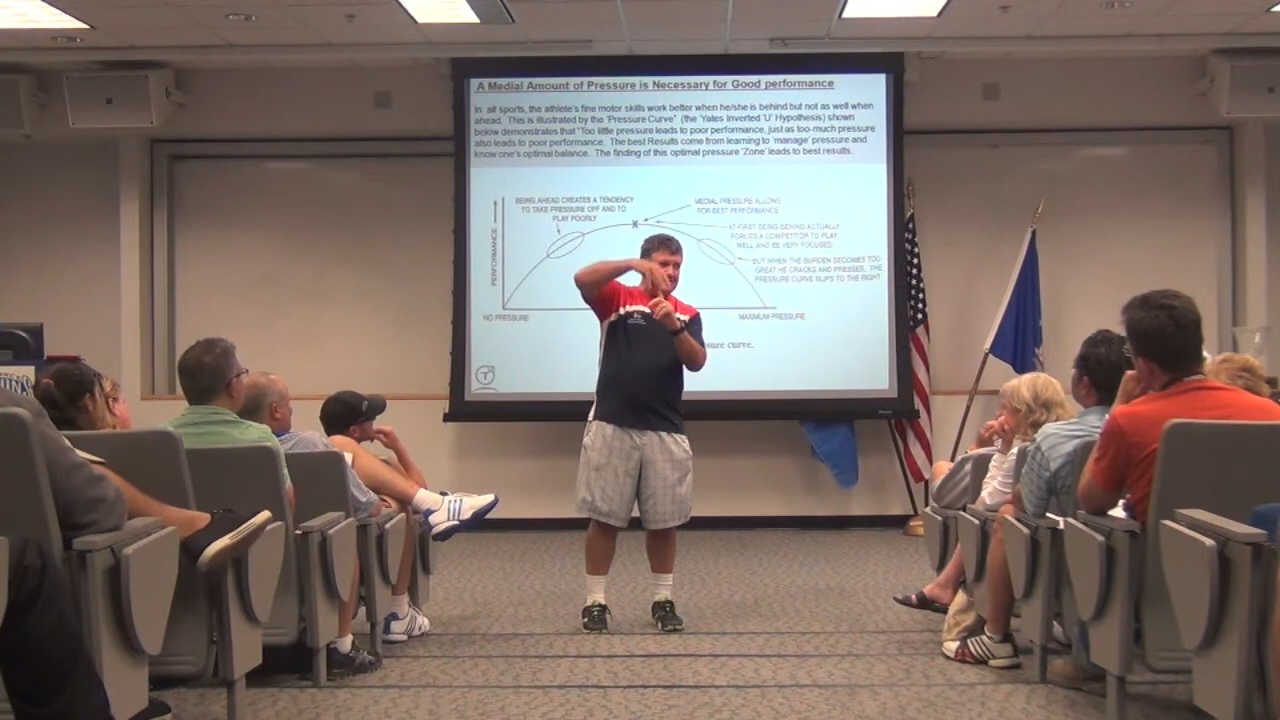 A Medial Amount of Pressure is Necessary for Good performance
In all sports, the athlete's fine motor skills work better when he/she is behind but not as well when
ahead. This is illustrated by the 'Pressure Curve" (the 'Yates Inverted 'U' Hypothesis) shown
below demonstrates that 'Too little pressure leads to poor performance, just as too-much pressure
also leads to poor performance. The best Results come from learning to 'manage' pressure and
know one's optimal balance. The finding of this optimal pressure 'Zone' leads to best results.
BEING AHEAD CREATES A TENDENCY
TO TAKE PRESSURE OFF AND TO
PLAY POORLY
MEDIAL PRESSURE ALLOWS
FOR BEST PERFORMANCE
X
AT FIRST BEING BEHIND ACTUALLY
FORCES A COMPETITOR TO PLAY
WELL AND BE VERY FOCUSED
BUT WHEN THE BURDEN BECOMES TOO
GREAT HE CRACKS AND PRESSES. THE
PRESSURE CURVE SLIPS TO THE RIGHT
PERFORMANCE
NO PRESSURE
MAXIMUM PRESSURE
curve.
T